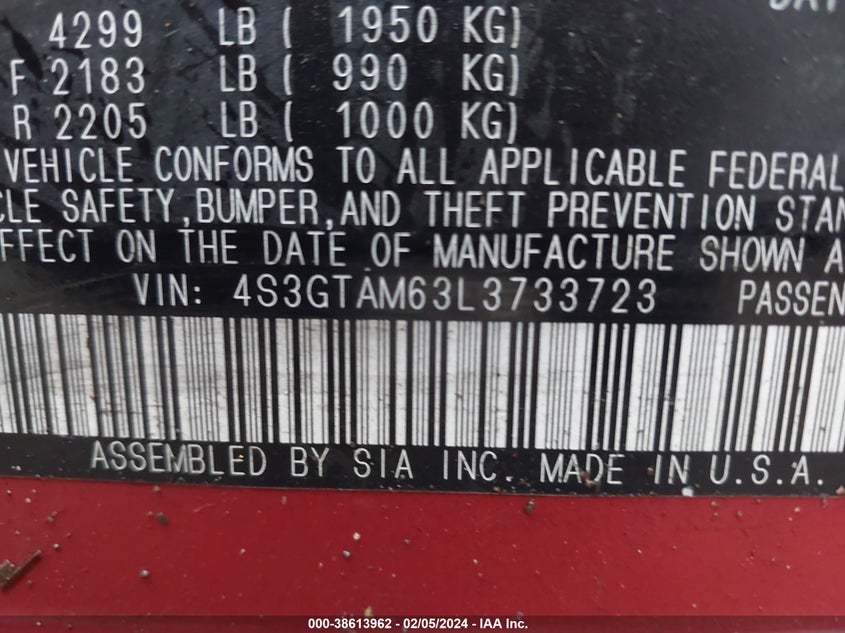 4299 LB ( 1950 KG)
F 2183 LB ( 990 KG)
R 2205 LB ( 1000 KG)
VEHICLE CONFORMS TO ALL APPLICABLE FEDERAL
CLE SAFETY,BUMPER,AND THEFT PREVENTION STAN
FFECT ON THE DATE OF MANUFACTURE SHOWN A
VIN: 4S3GTAM63L3733723 PASSEN
ASSEMBLED BY SIA INC. MADE IN U.S.A.
000-38613962 - 02/05/2024 - IAA Inc.